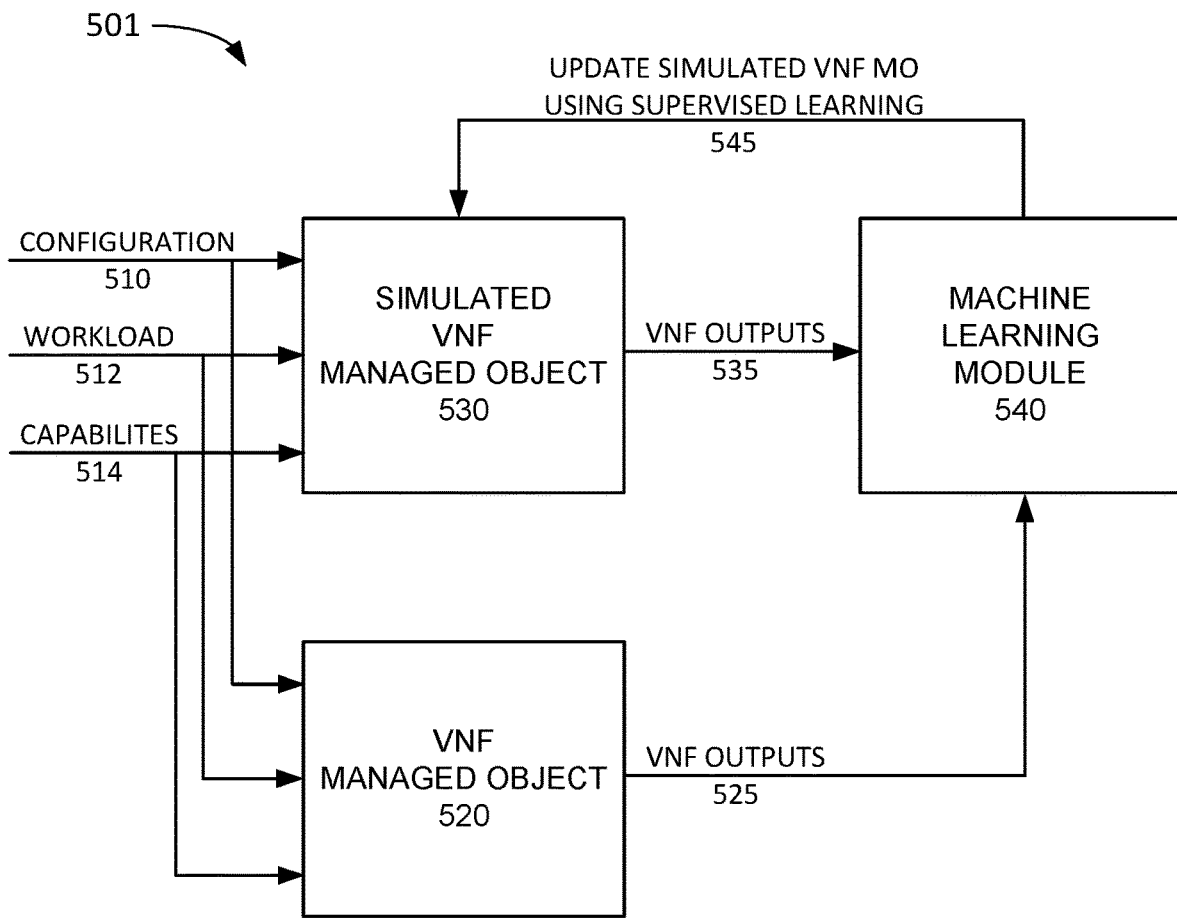 501
UPDATE SIMULATED VNF MO
USING SUPERVISED LEARNING
545
CONFIGURATION
510
WORKLOAD
512
CAPABILITES
514
SIMULATED
VNF
MANAGED OBJECT
530
VNF OUTPUTS
535
MACHINE
LEARNING
MODULE
540
VNF
MANAGED OBJECT
520
VNF OUTPUTS
525